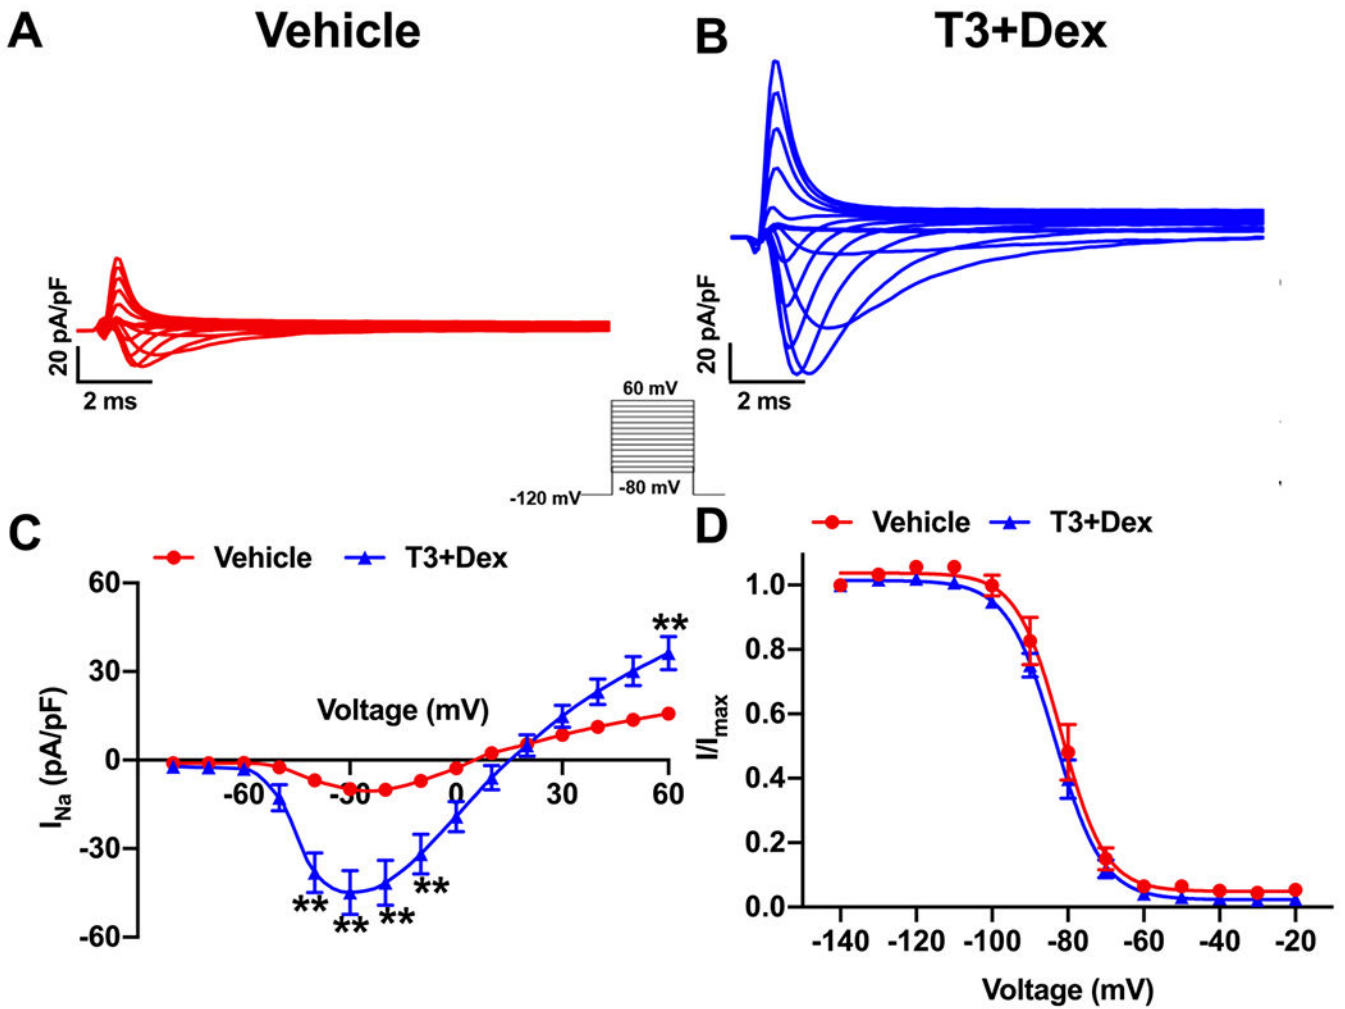 A
Vehicle
B
T3+Dex
20 pA/pF
2 ms
20 pA/pF
2 ms
60 mV
-80 mV
-120 mV
C
Vehicle
T3+Dex
60
30
0
-30
-60
INa (pA/pF)
Voltage (mV)
-60
-30
0
30
60
**
**
**
**
**
D
Vehicle
T3+Dex
1.0
0.8
0.6
0.4
0.2
0.0
I/Imax
-140 -120 -100 -80 -60 -40 -20
Voltage (mV)